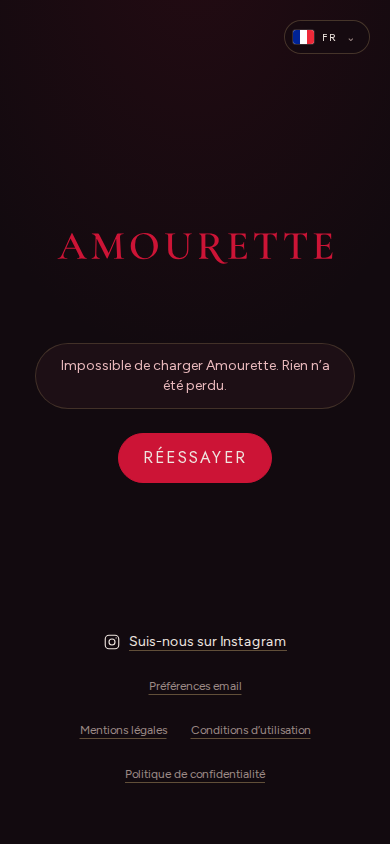 FR
AMOURETTE
Impossible de charger Amourette. Rien n’a
été perdu.
RÉESSAYER
Suis-nous sur Instagram
Préférences email
Mentions légales Conditions d'utilisation
Politique de confidentialité